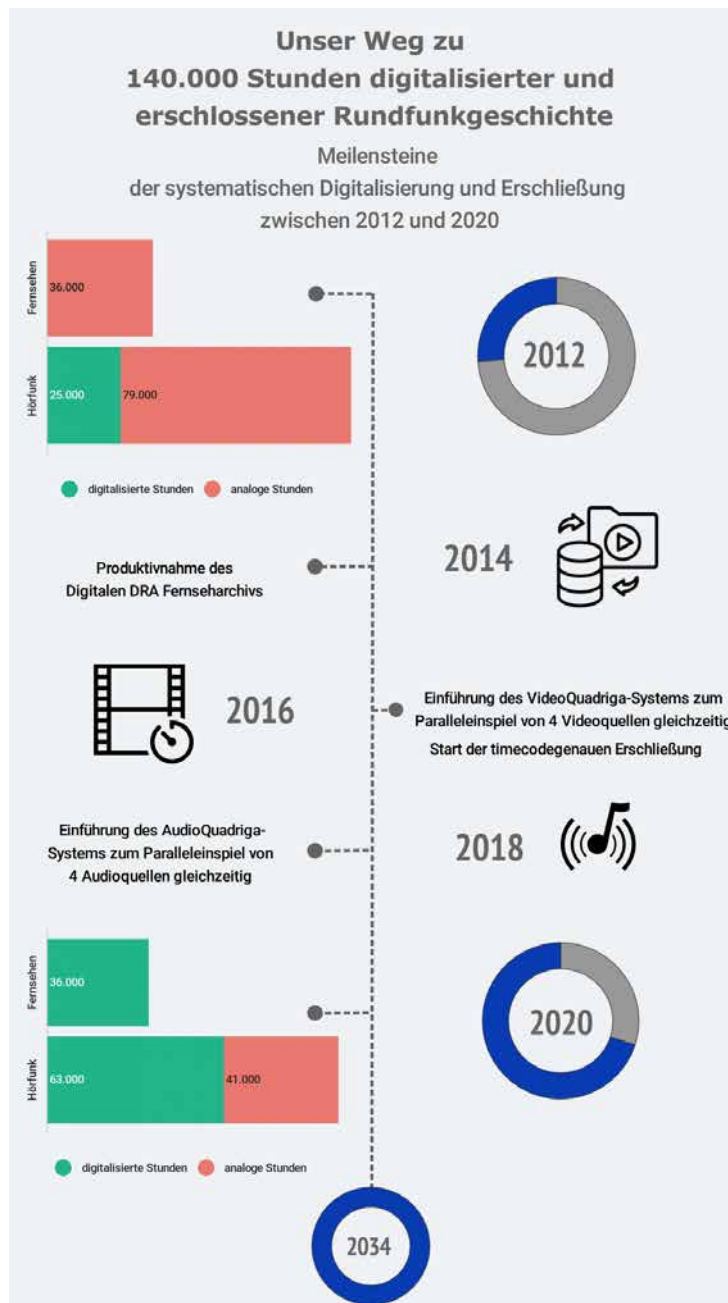 Unser Weg zu
140.000 Stunden digitalisierter und
erschlossener Rundfunkgeschichte
Meilensteine
der systematischen Digitalisierung und Erschließung
zwischen 2012 und 2020
Fernsehen
36.000
Hörfunk
25.000
79.000
digitalisierte Stunden
analoge Stunden
2012
Produktivnahme des
Digitalen DRA Fernseharchivs
2014
2016
Einführung des VideoQuadriga-Systems zum
Paralleleinspiel von 4 Videoquellen gleichzeitig
Start der timecodegenauen Erschließung
Einführung des AudioQuadriga-
Systems zum Paralleleinspiel von
4 Audioquellen gleichzeitig
2018
Fernsehen
36.000
Hörfunk
63.000
41.000
digitalisierte Stunden
analoge Stunden
2020
2034